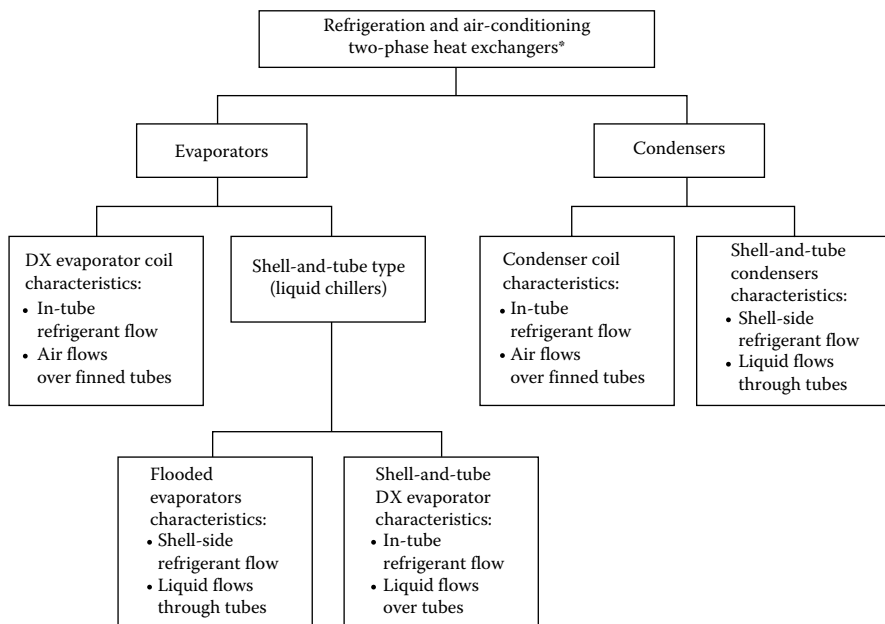 Refrigeration and air-conditioning
two-phase heat exchangers*
Evaporators
Condensers
DX evaporator coil
characteristics:
• In-tube
refrigerant flow
• Air flows
over finned tubes
Shell-and-tube type
(liquid chillers)
Condenser coil
characteristics:
• In-tube
refrigerant flow
• Air flows
over finned tubes
Shell-and-tube
condensers
characteristics:
• Shell-side
refrigerant flow
• Liquid flows
through tubes
Flooded
evaporators
characteristics:
• Shell-side
refrigerant flow
• Liquid flows
through tubes
Shell-and-tube
DX evaporator
characteristics:
• In-tube
refrigerant flow
• Liquid flows
over tubes